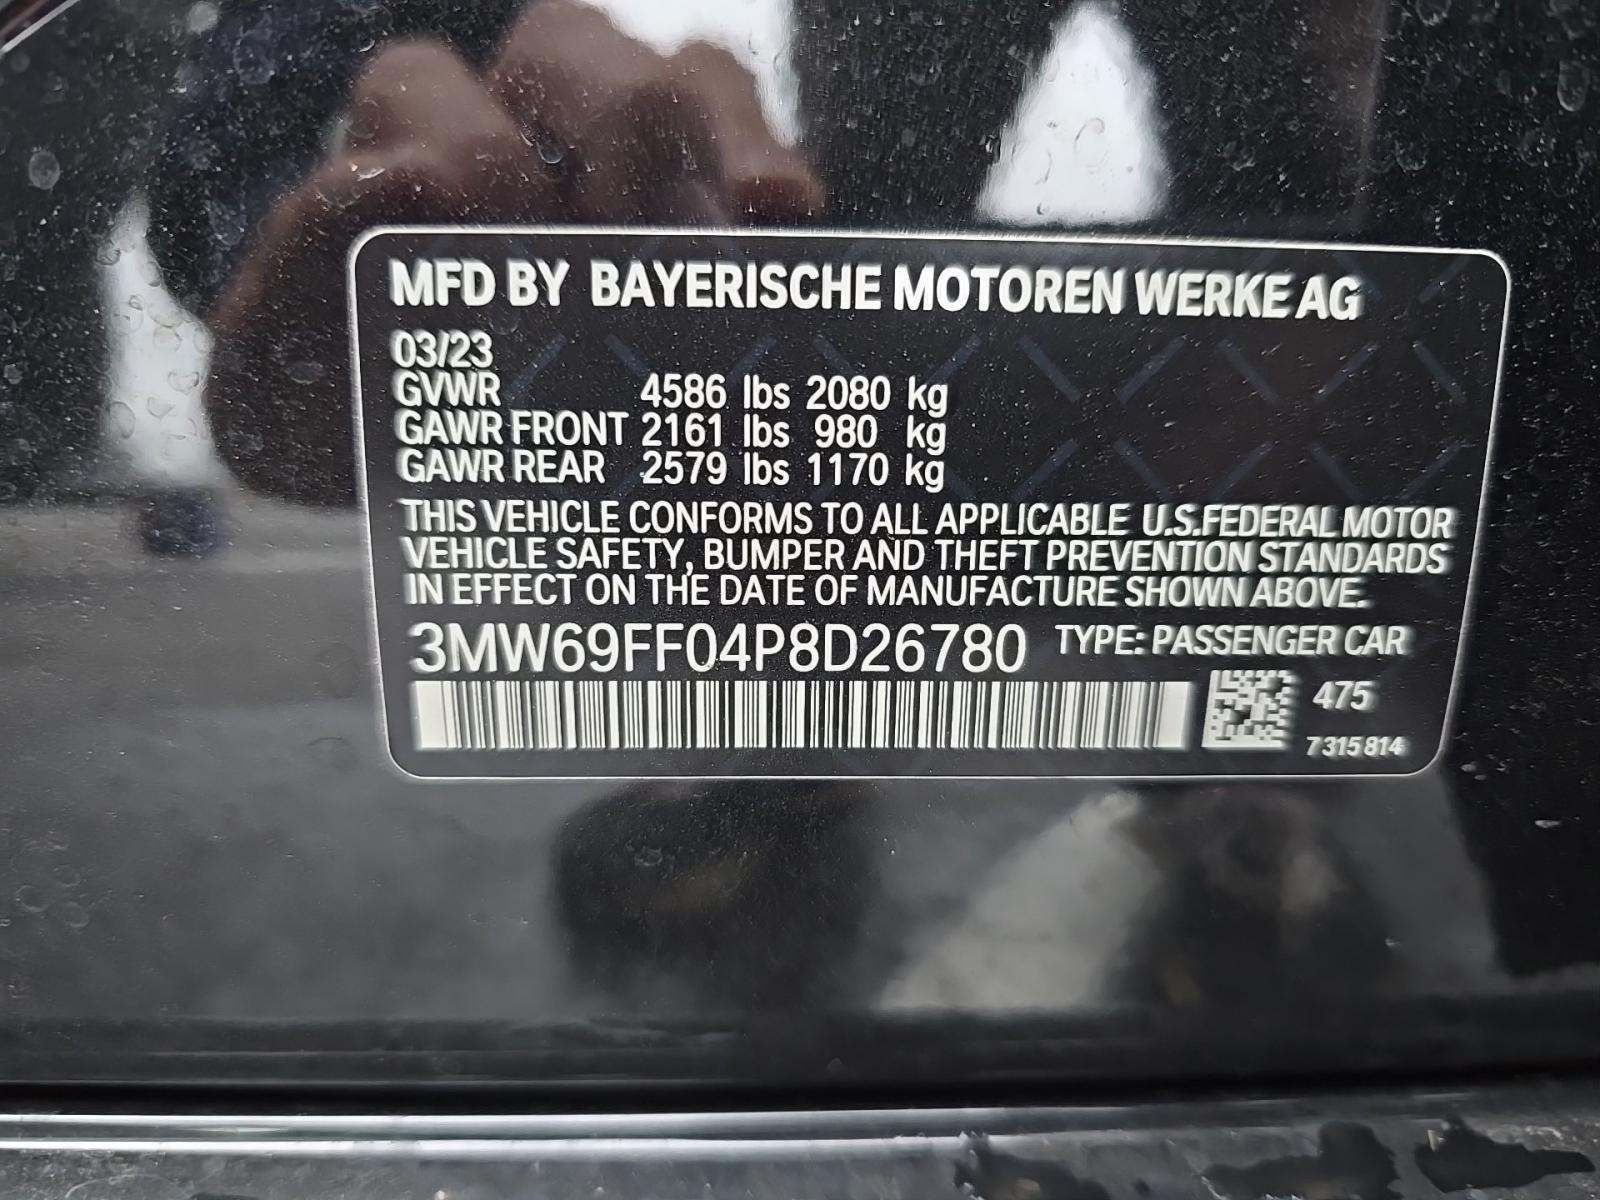 MFD BY BAYERISCHE MOTOREN WERKE AG
03/23
GVWR 4586 lbs 2080 kg
GAWR FRONT 2161 lbs 980 kg
GAWR REAR 2579 lbs 1170 kg
THIS VEHICLE CONFORMS TO ALL APPLICABLE U.S.FEDERAL MOTOR
VEHICLE SAFETY, BUMPER AND THEFT PREVENTION STANDARDS
IN EFFECT ON THE DATE OF MANUFACTURE SHOWN ABOVE.
3MW69FF04P8D26780 TYPE: PASSENGER CAR
475
7 315 814